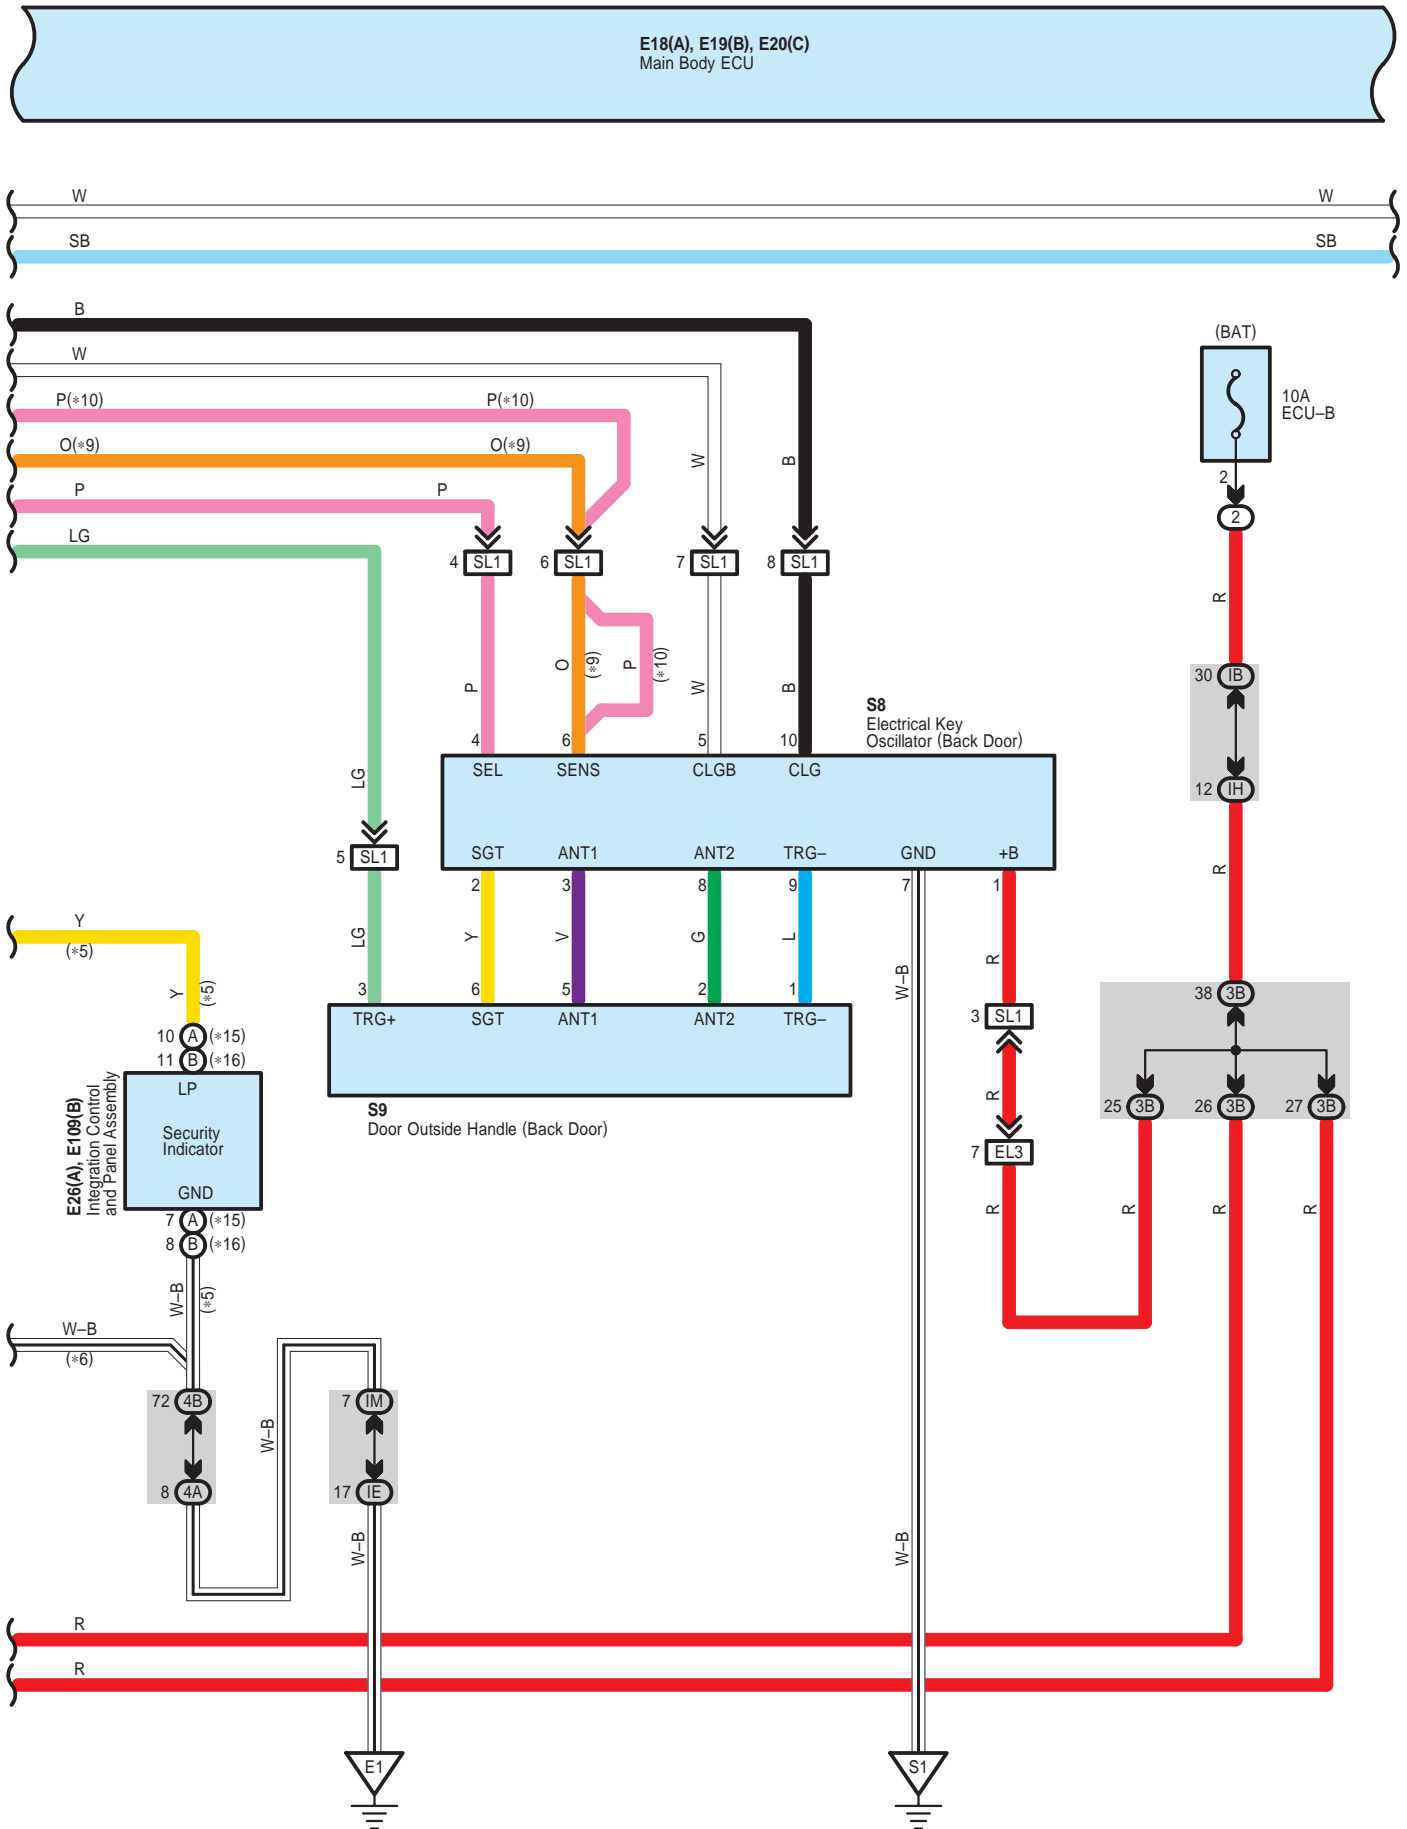 E18(A), E19(B), E20(C)
Main Body ECU
W W
SB SB
B
W
P(*10) P(*10)
O(*9) O(*9)
P P
LG
(BAT)
10A
ECU–B
2
2
W B
4 SL1 6 SL1 7 SL1 8 SL1
R
P O (*9) P (*10) W B
30 IB
12 IH
S8
Electrical Key
Oscillator (Back Door)
4 6 5 10
SEL SENS CLGB CLG
LG
5 SL1
SGT ANT1 ANT2 TRG– GND +B
2 3 8 9 7 1
R
LG Y V G L W–B R
3 6 5 2 1
TRG+ SGT ANT1 ANT2 TRG–
S9
Door Outside Handle (Back Door)
3 SL1
R
7 EL3
R
38 3B
25 3B 26 3B 27 3B
R R R
Y
(*5)
Y (*5)
10 A (*15)
11 B (*16)
LP
Security
Indicator
GND
E26(A), E109(B)
Integration Control
and Panel Assembly
7 A (*15)
8 B (*16)
W–B (*5)
W–B
(*6)
72 4B
8 4A
W–B
7 IM
17 IE
W–B
W–B
R
R
E1
S1